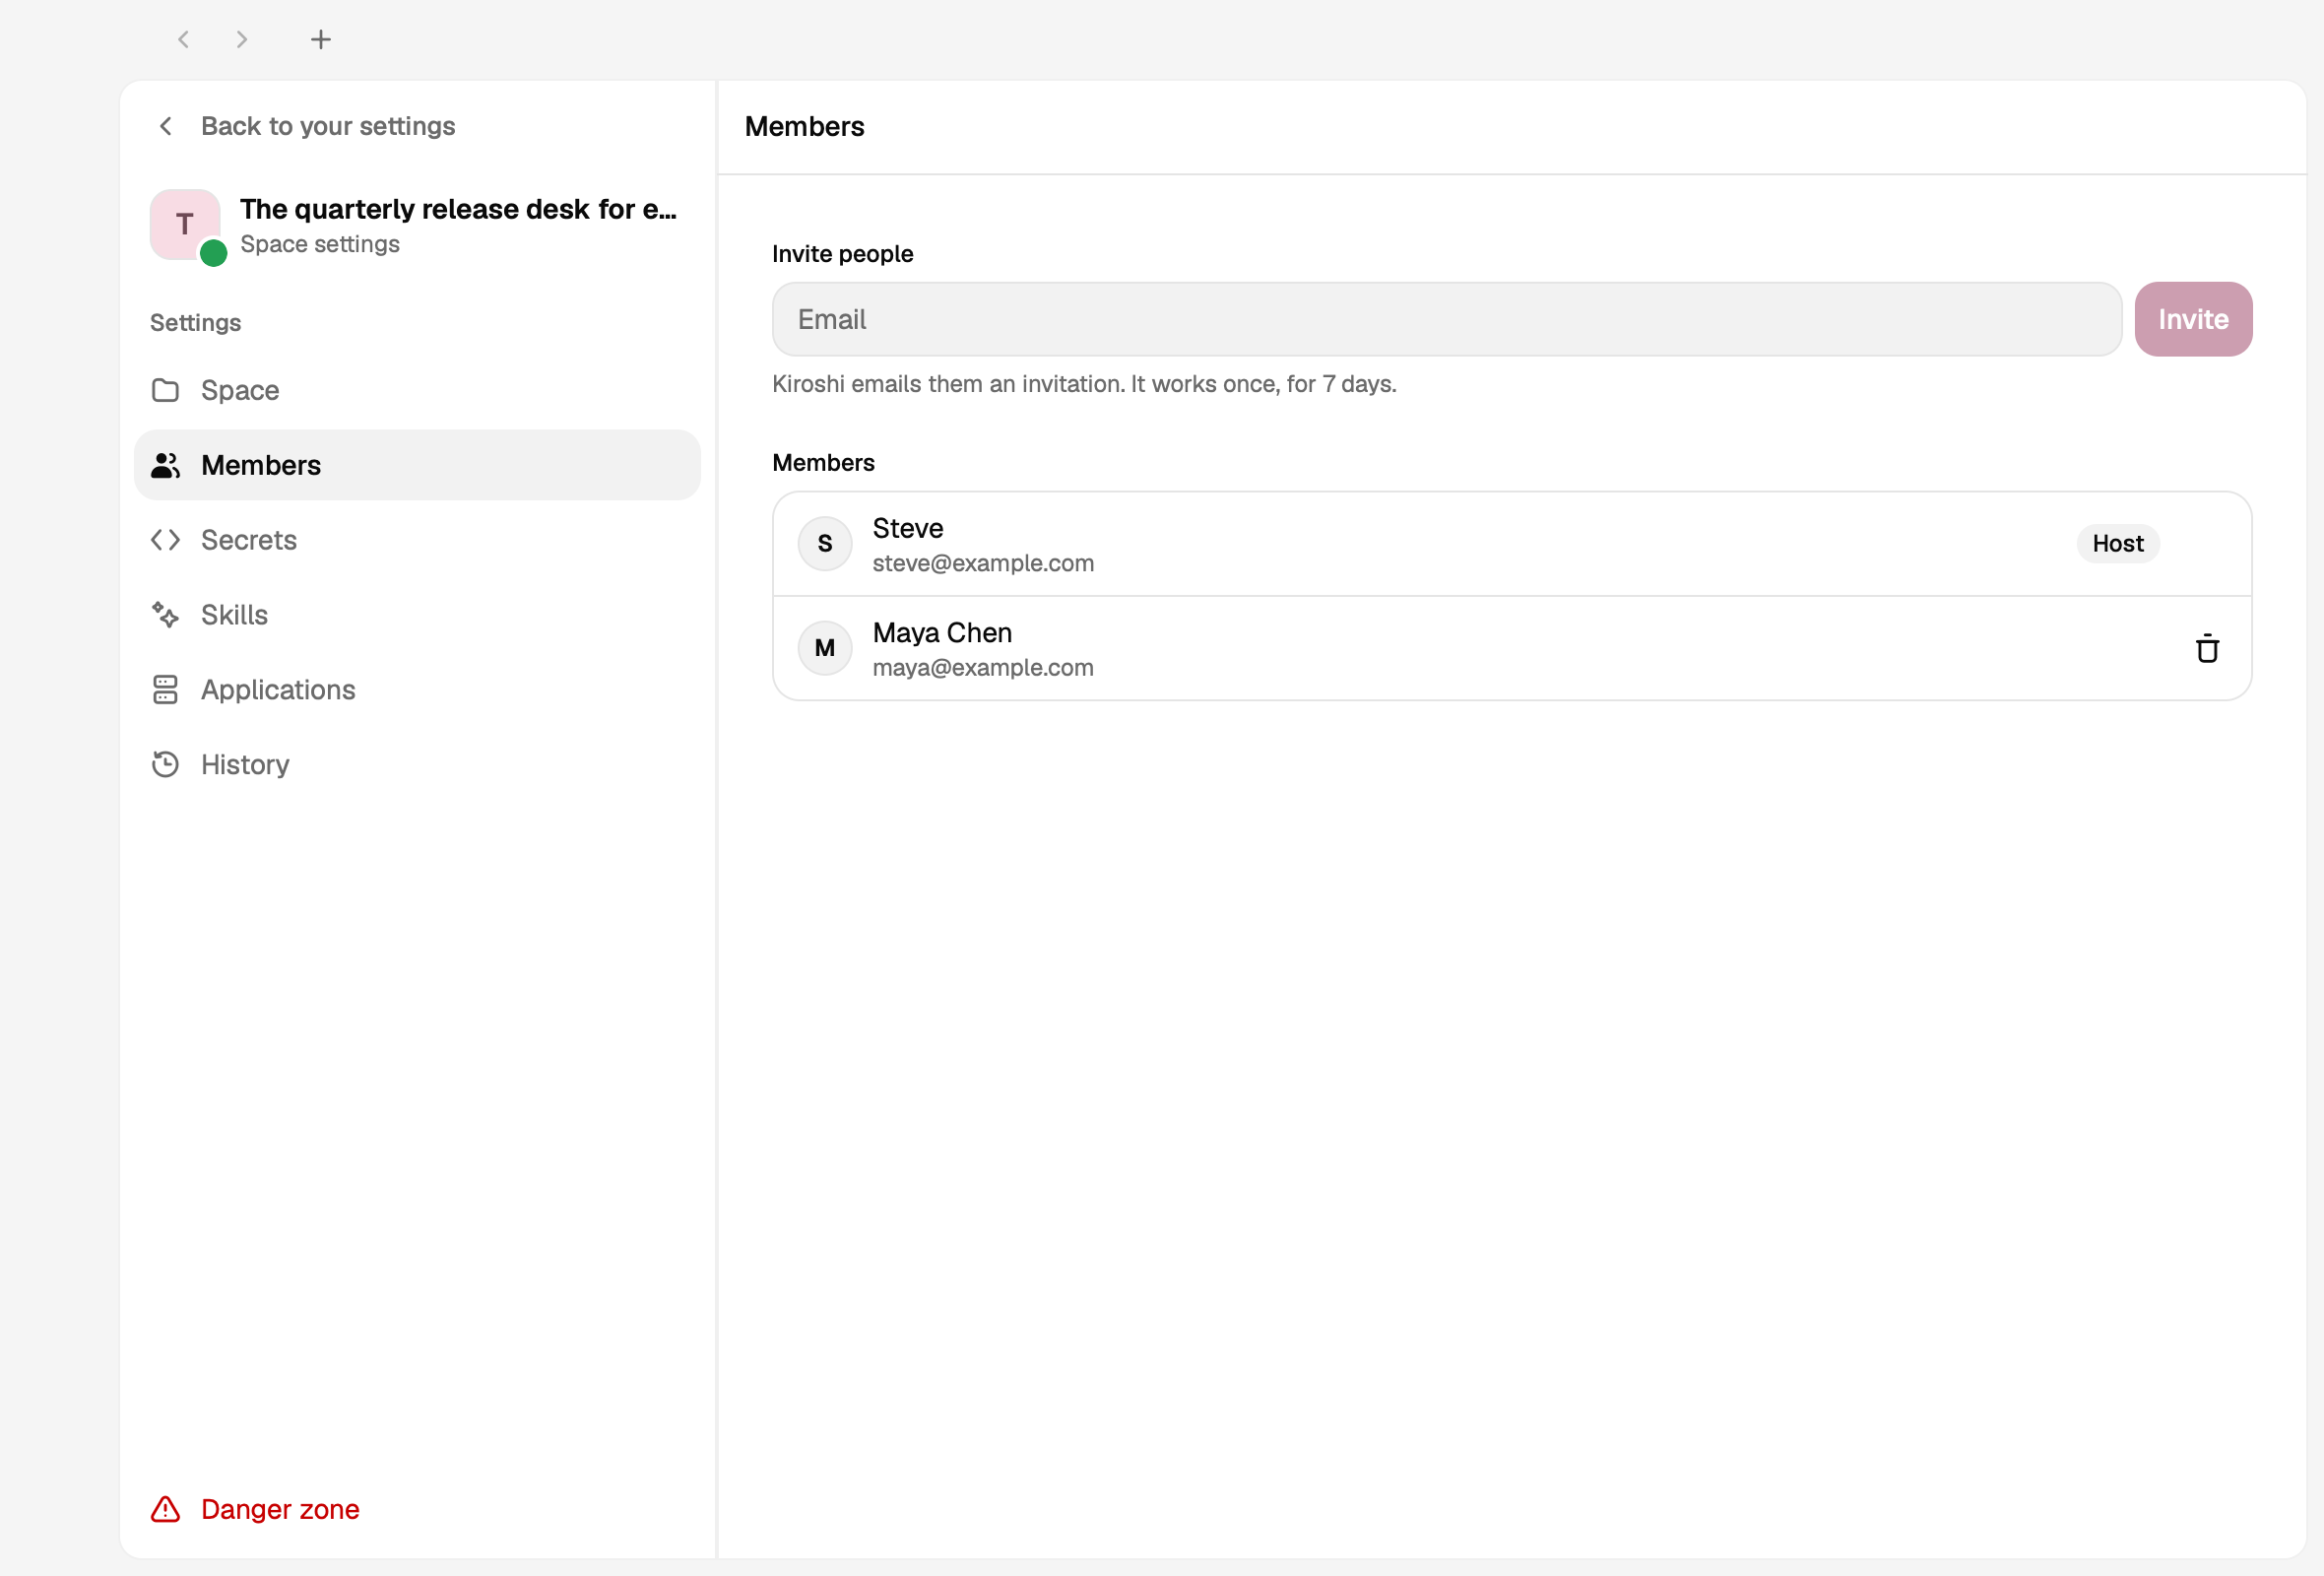 Back to your settings
T
The quarterly release desk for e...
Space settings
Settings
Space
Members
Secrets
Skills
Applications
History
Danger zone
Members
Invite people
Email
Invite
Kiroshi emails them an invitation. It works once, for 7 days.
Members
S
Steve
steve@example.com
Host
M
Maya Chen
maya@example.com